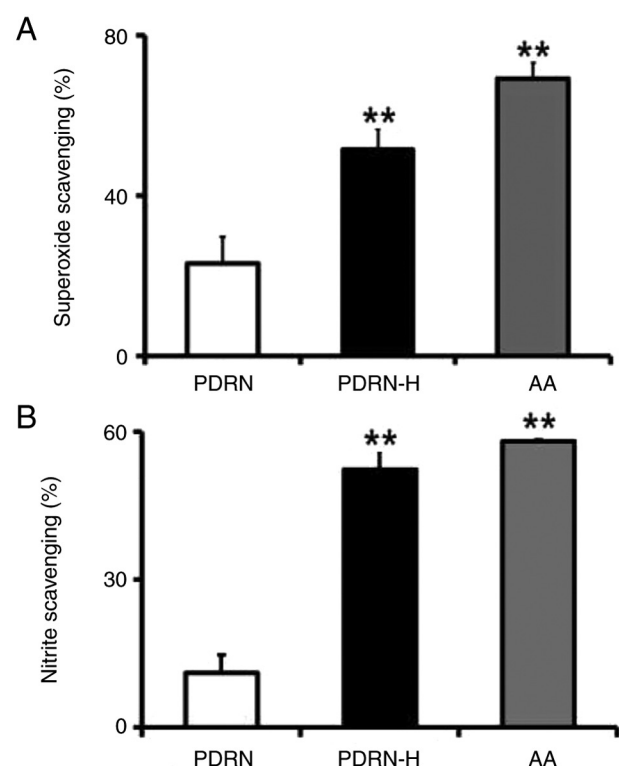 A
Superoxide scavenging (%)
80
40
0
**
**
PDRN
PDRN-H
AA
B
Nitrite scavenging (%)
60
30
0
**
**
PDRN
PDRN-H
AA